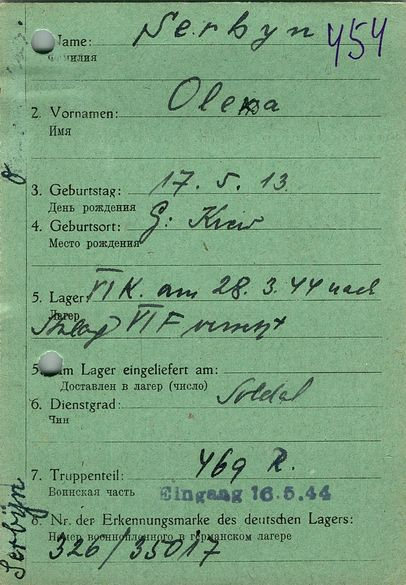 Name: Serbyn 454
Фамилия
2. Vornamen: Olexa
Имя
3. Geburtstag: 17. 5. 13.
День рождения
4. Geburtsort: G: Kiew
Место рождения
5. Lager: VI K. am 28. 3. 44 nach
Лагерь
Stalag VI F versetzt
5. Im Lager eingeliefert am:
Доставлен в лагерь (число)
6. Dienstgrad: Soldat
Чин
7. Truppenteil: 469 R.
Воинская часть
Eingang 16.5.44
8. Nr. der Erkennungsmarke des deutschen Lagers:
Номер военнопленного в германском лагере
326/35017
Serbyn